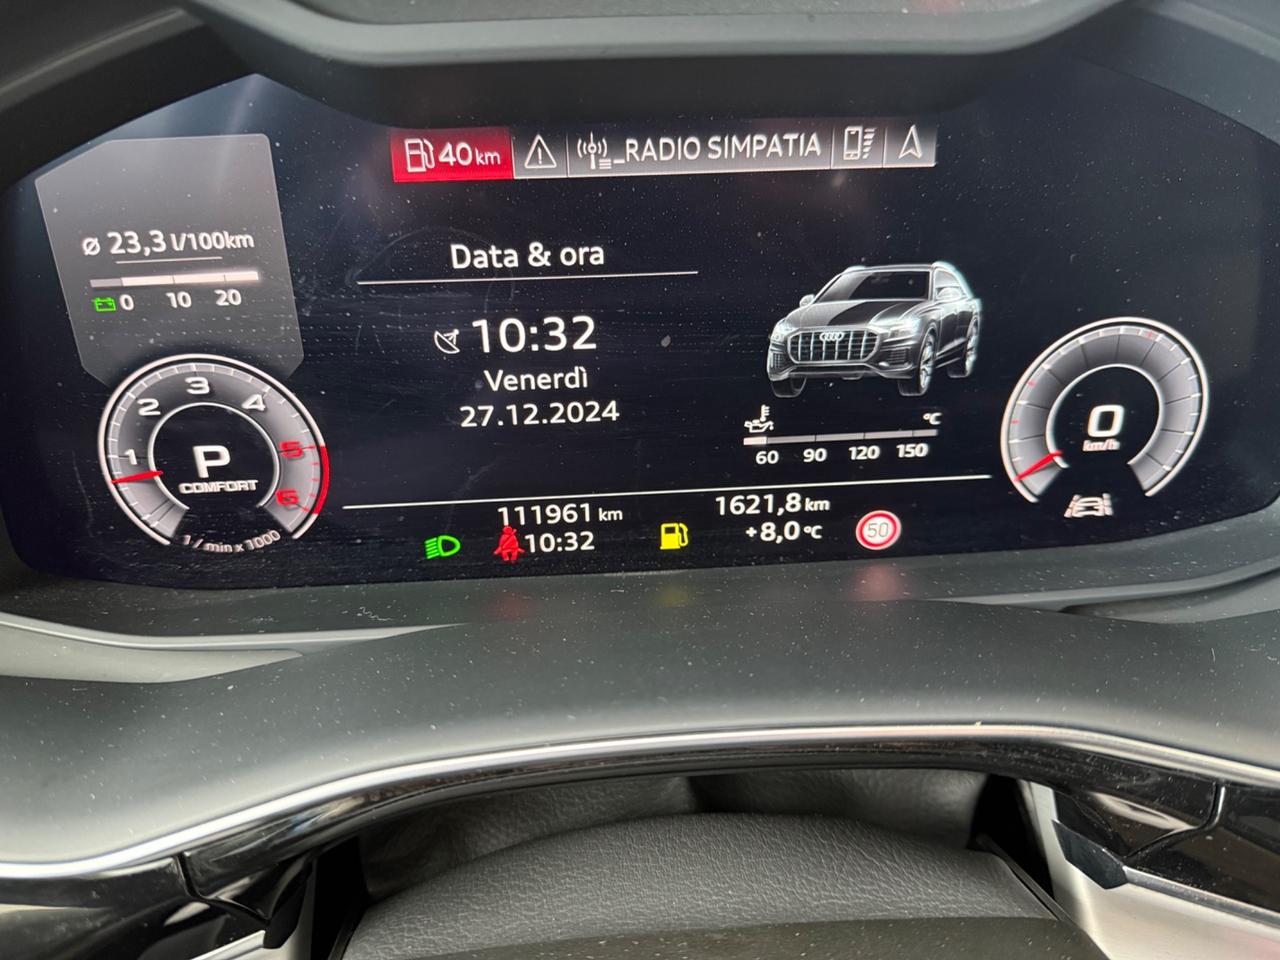 40 km
_RADIO SIMPATIA
ø 23,3 l/100km
0 10 20
Data & ora
10:32
Venerdì
27.12.2024
1 2 3 4 5 6
P
COMFORT
1 / min x 1000
°C
60 90 120 150
0
km/h
111961 km
10:32
1621,8 km
+8,0 °C
50